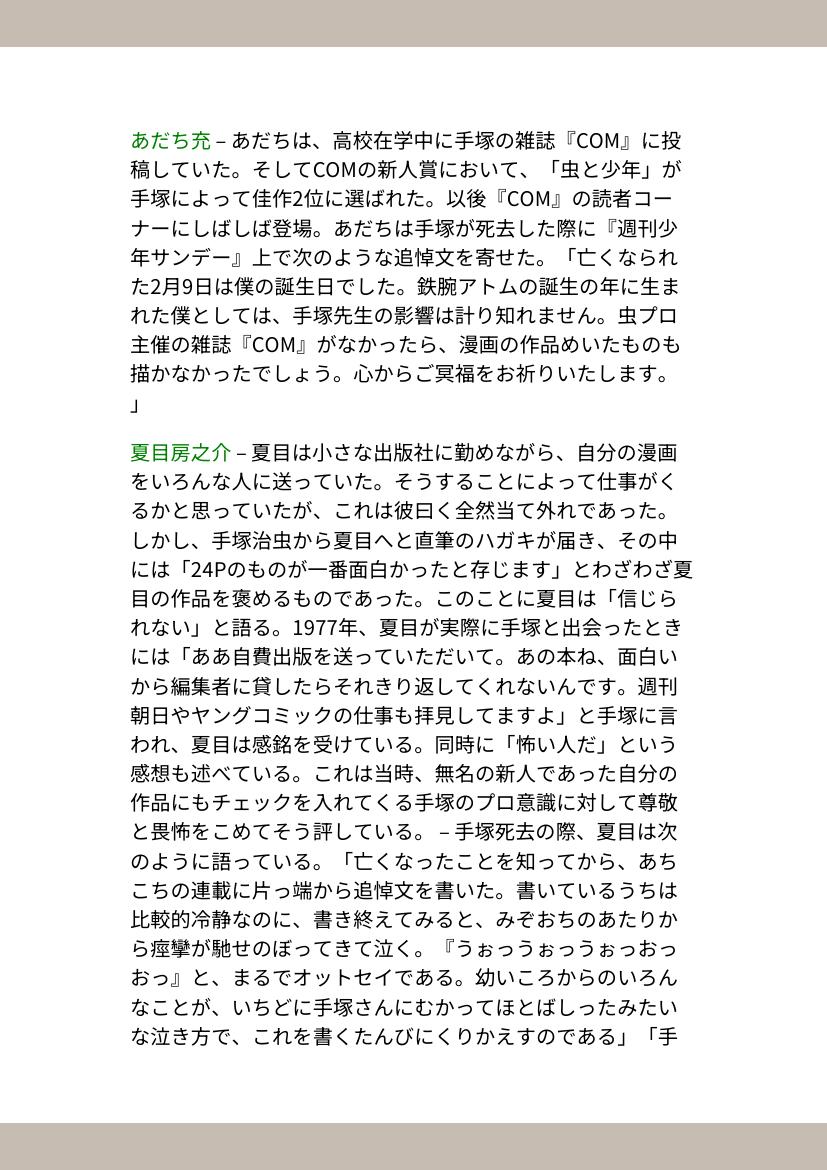 あだち充 – あだちは、高校在学中に手塚の雑誌『COM』に投
稿していた。そしてCOMの新人賞において、「虫と少年」が
手塚によって佳作2位に選ばれた。以後『COM』の読者コー
ナーにしばしば登場。あだちは手塚が死去した際に『週刊少
年サンデー』上で次のような追悼文を寄せた。「亡くなられ
た2月9日は僕の誕生日でした。鉄腕アトムの誕生の年に生ま
れた僕としては、手塚先生の影響は計り知れません。虫プロ
主催の雑誌『COM』がなかったら、漫画の作品めいたものも
描かなかったでしょう。心からご冥福をお祈りいたします。
」
夏目房之介 – 夏目は小さな出版社に勤めながら、自分の漫画
をいろんな人に送っていた。そうすることによって仕事がく
るかと思っていたが、これは彼曰く全然当て外れであった。
しかし、手塚治虫から夏目へと直筆のハガキが届き、その中
には「24Pのものが一番面白かったと存じます」とわざわざ夏
目の作品を褒めるものであった。このことに夏目は「信じら
れない」と語る。1977年、夏目が実際に手塚と出会ったとき
には「ああ自費出版を送っていただいて。あの本ね、面白い
から編集者に貸したらそれきり返してくれないんです。週刊
朝日やヤングコミックの仕事も拝見してますよ」と手塚に言
われ、夏目は感銘を受けている。同時に「怖い人だ」という
感想も述べている。これは当時、無名の新人であった自分の
作品にもチェックを入れてくる手塚のプロ意識に対して尊敬
と畏怖をこめてそう評している。 – 手塚死去の際、夏目は次
のように語っている。「亡くなったことを知ってから、あち
こちの連載に片っ端から追悼文を書いた。書いているうちは
比較的冷静なのに、書き終えてみると、みぞおちのあたりか
ら痙攣が馳せのぼってきて泣く。『うぉっうぉっうぉっおっ
おっ』と、まるでオットセイである。幼いころからのいろん
なことが、いちどに手塚さんにむかってほとばしったみたい
な泣き方で、これを書くたんびにくりかえすのである」「手